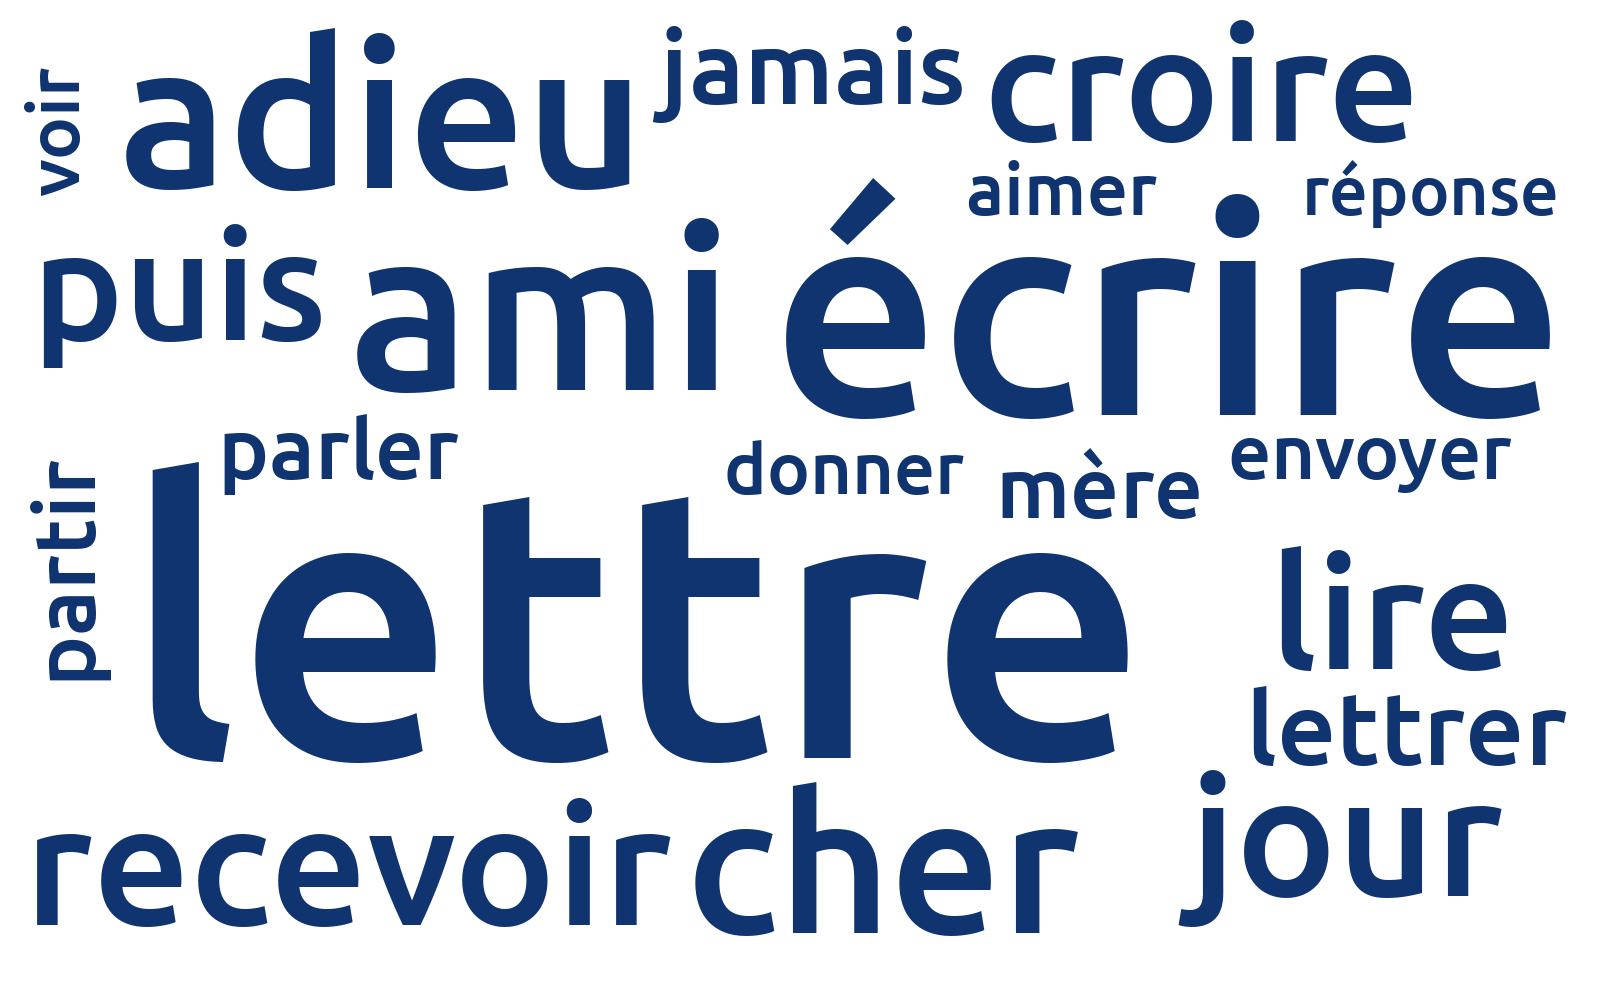 voir
adieu
jamais
croire
aimer
réponse
puis
ami
écrire
parler
donner
mère
envoyer
partir
lettre
lire
lettrer
recevoir
cher
jour